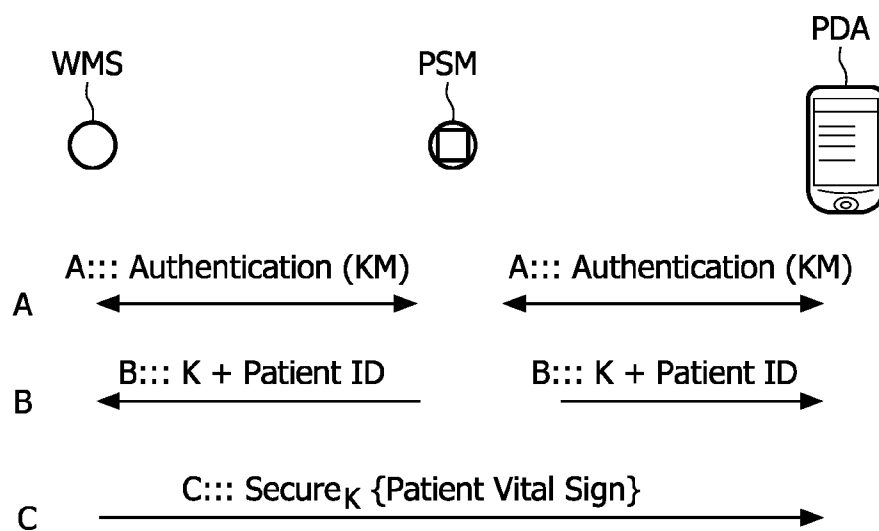 WMS
PSM
PDA
A
A::: Authentication (KM)
A::: Authentication (KM)
B
B::: K + Patient ID
B::: K + Patient ID
C
C::: SecureK {Patient Vital Sign}